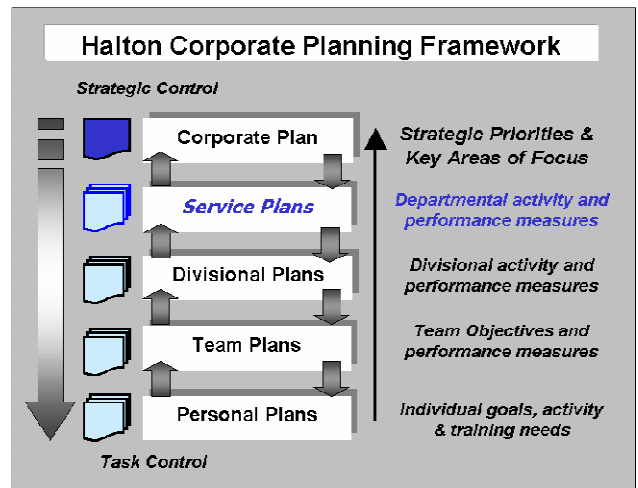 Halton Corporate Planning Framework
Strategic Control
Corporate Plan
Strategic Priorities &
Key Areas of Focus
Service Plans
Departmental activity and
performance measures
Divisional Plans
Divisional activity and
performance measures
Team Plans
Team Objectives and
performance measures
Personal Plans
Individual goals, activity
& training needs
Task Control